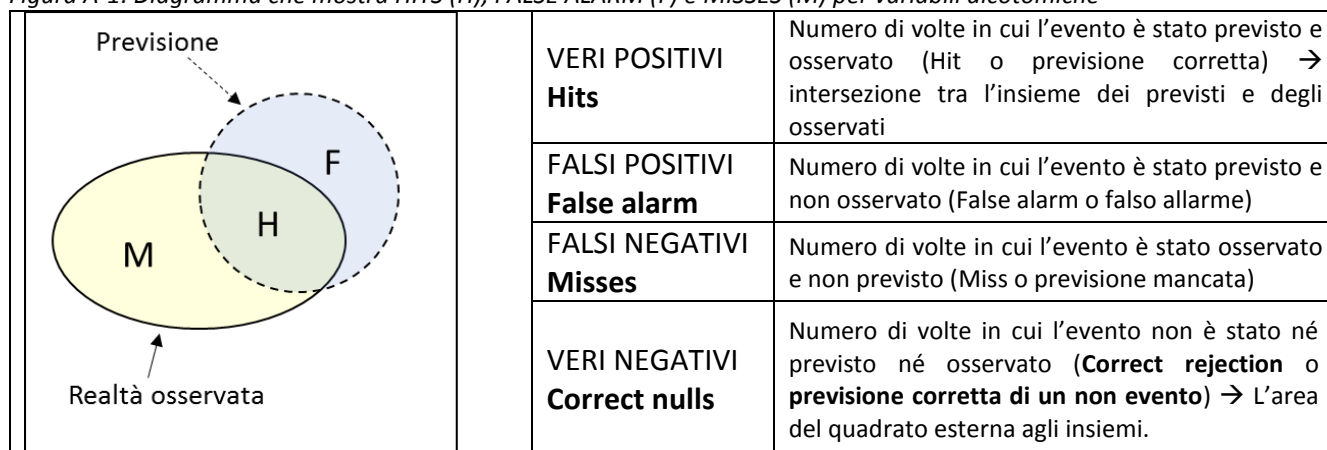 Figura A-1: Diagramma che mostra HITS (H), FALSE ALARM (F) e MISSES (M) per variabili dicotomiche
Previsione
F
H
M
Realtà osservata
VERI POSITIVI
Hits
Numero di volte in cui l’evento è stato previsto e
osservato (Hit o previsione corretta) →
intersezione tra l’insieme dei previsti e degli
osservati
FALSI POSITIVI
False alarm
Numero di volte in cui l’evento è stato previsto e
non osservato (False alarm o falso allarme)
FALSI NEGATIVI
Misses
Numero di volte in cui l’evento è stato osservato
e non previsto (Miss o previsione mancata)
VERI NEGATIVI
Correct nulls
Numero di volte in cui l’evento non è stato né
previsto né osservato (Correct rejection o
previsione corretta di un non evento) → L’area
del quadrato esterna agli insiemi.